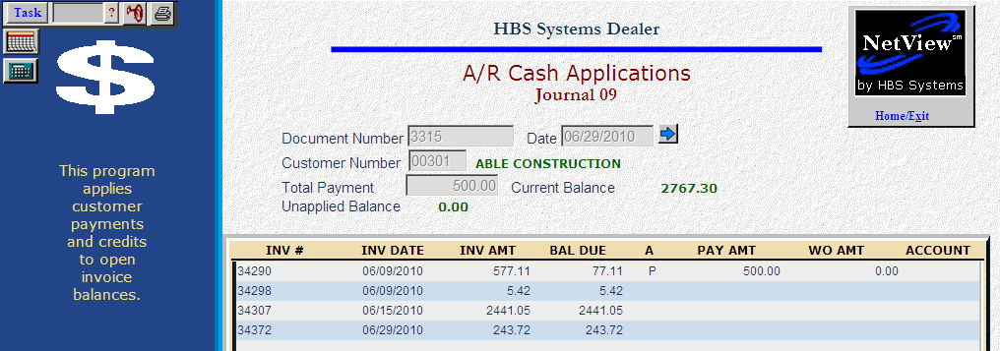 Task ?
HBS Systems Dealer
NetView℠
by HBS Systems
Home/Exit
A/R Cash Applications
Journal 09
This program
applies
customer
payments
and credits
to open
invoice
balances.
Document Number 3315 Date 06/29/2010
Customer Number 00301 ABLE CONSTRUCTION
Total Payment 500.00 Current Balance 2767.30
Unapplied Balance 0.00
INV # INV DATE INV AMT BAL DUE A PAY AMT WO AMT ACCOUNT
34290 06/09/2010 577.11 77.11 P 500.00 0.00
34298 06/09/2010 5.42 5.42
34307 06/15/2010 2441.05 2441.05
34372 06/29/2010 243.72 243.72